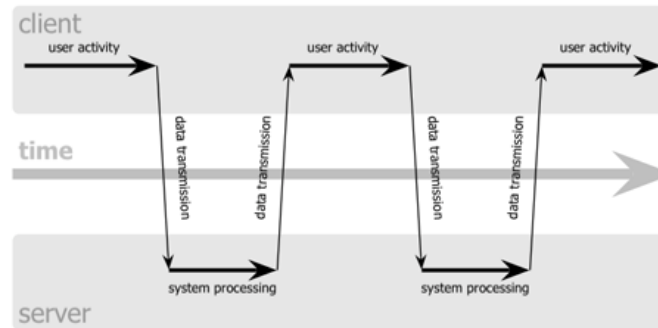 client
user activity
user activity
user activity
data transmission
data transmission
data transmission
data transmission
time
system processing
system processing
server